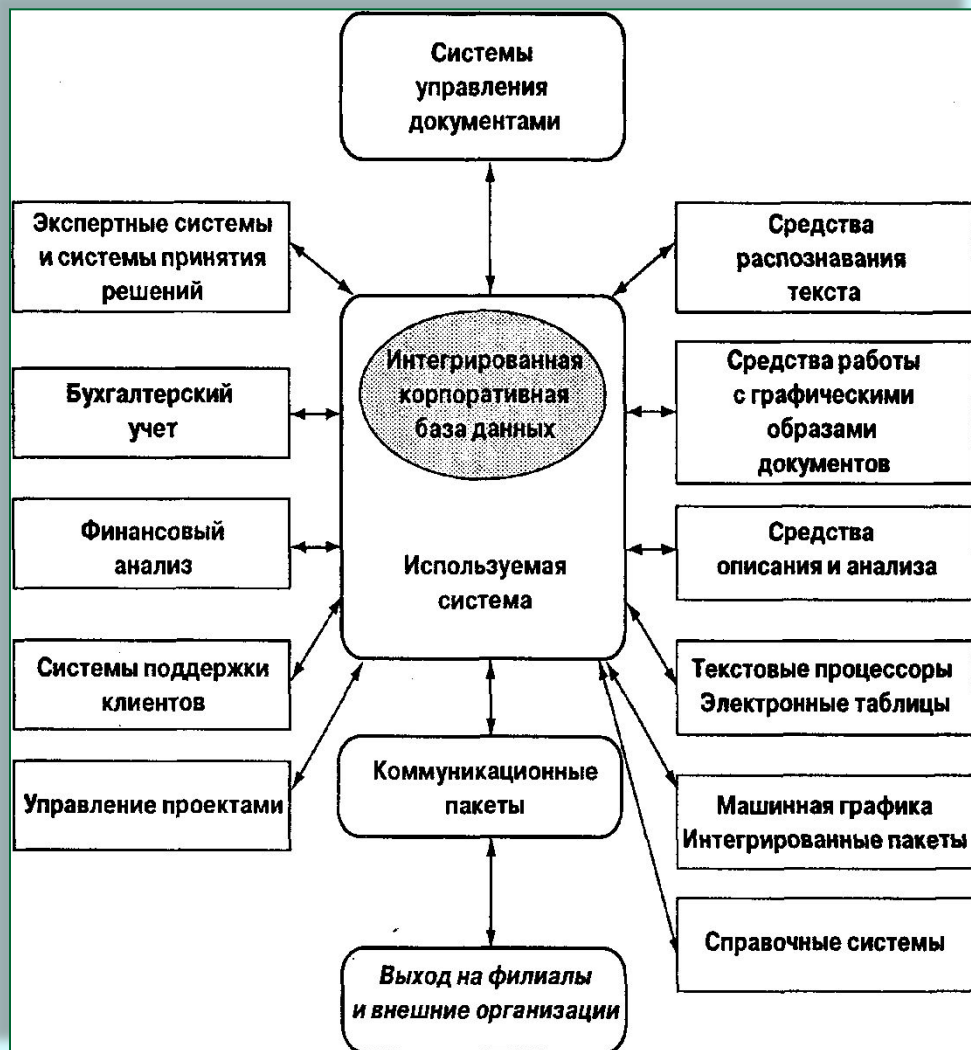 Системы
управления
документами
Экспертные системы
и системы принятия
решений
Средства
распознавания
текста
Интегрированная
корпоративная
база данных
Бухгалтерский
учет
Средства работы
с графическими
образами
документов
Финансовый
анализ
Используемая
система
Средства
описания и анализа
Системы поддержки
клиентов
Текстовые процессоры
Электронные таблицы
Управление проектами
Коммуникационные
пакеты
Машинная графика
Интегрированные пакеты
Справочные системы
Выход на филиалы
и внешние организации